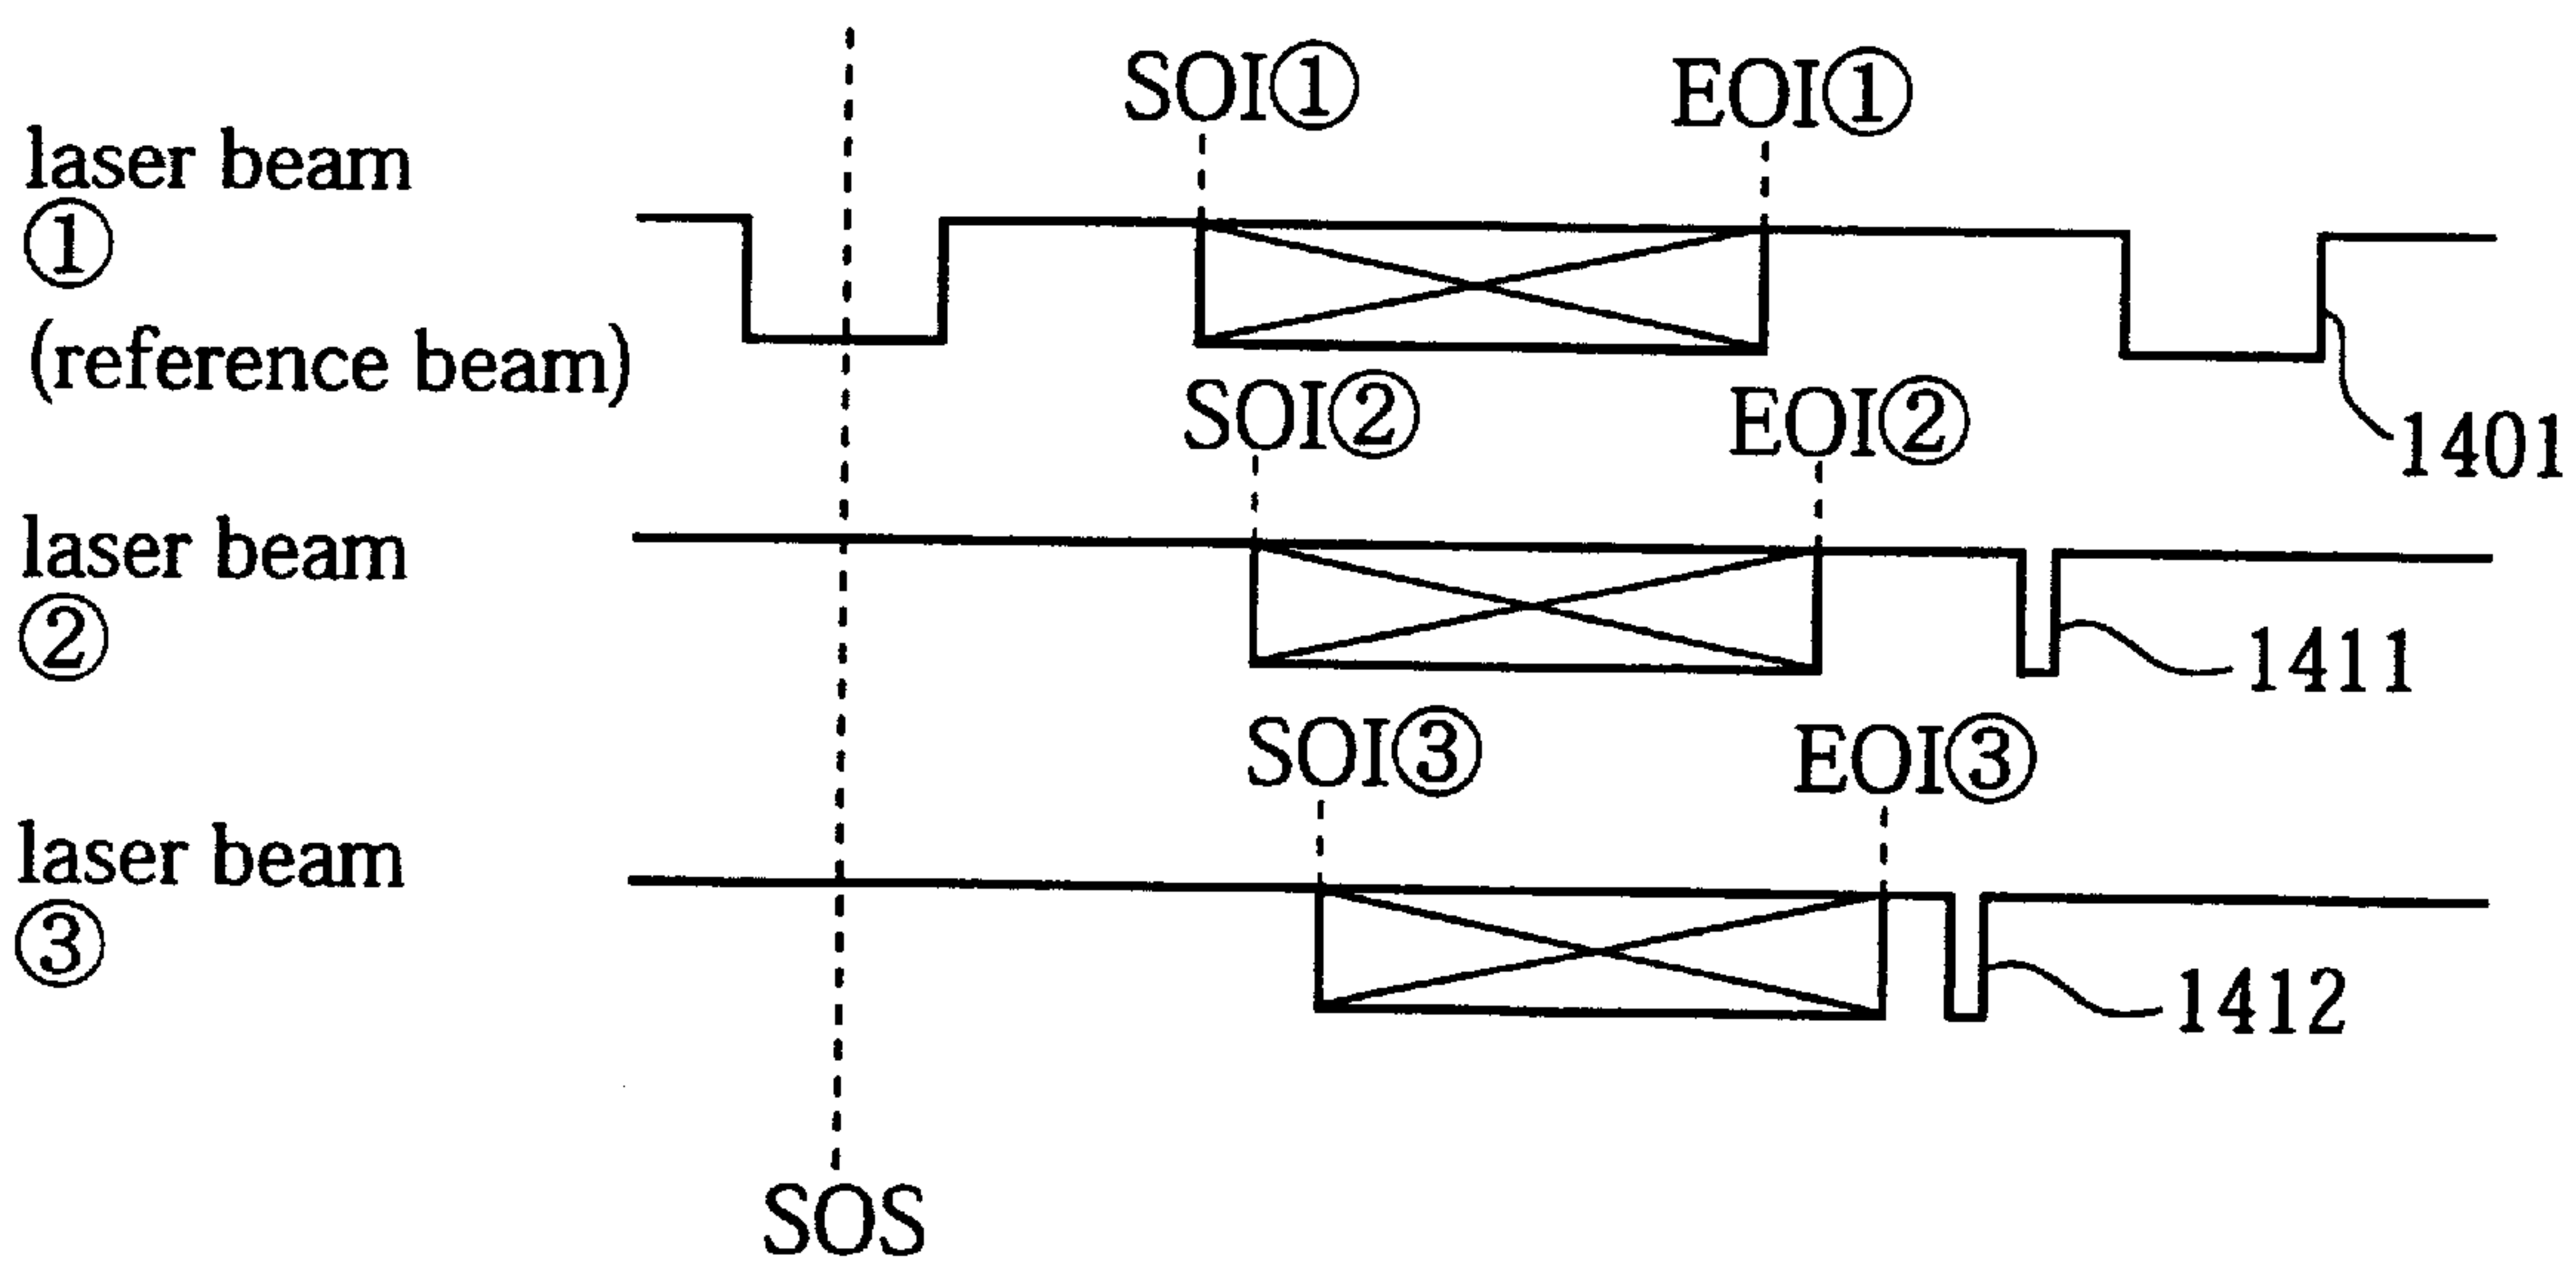 SOI① EOI①
laser beam
①
(reference beam)
1401
SOI② EOI②
laser beam
②
1411
SOI③ EOI③
laser beam
③
1412
SOS